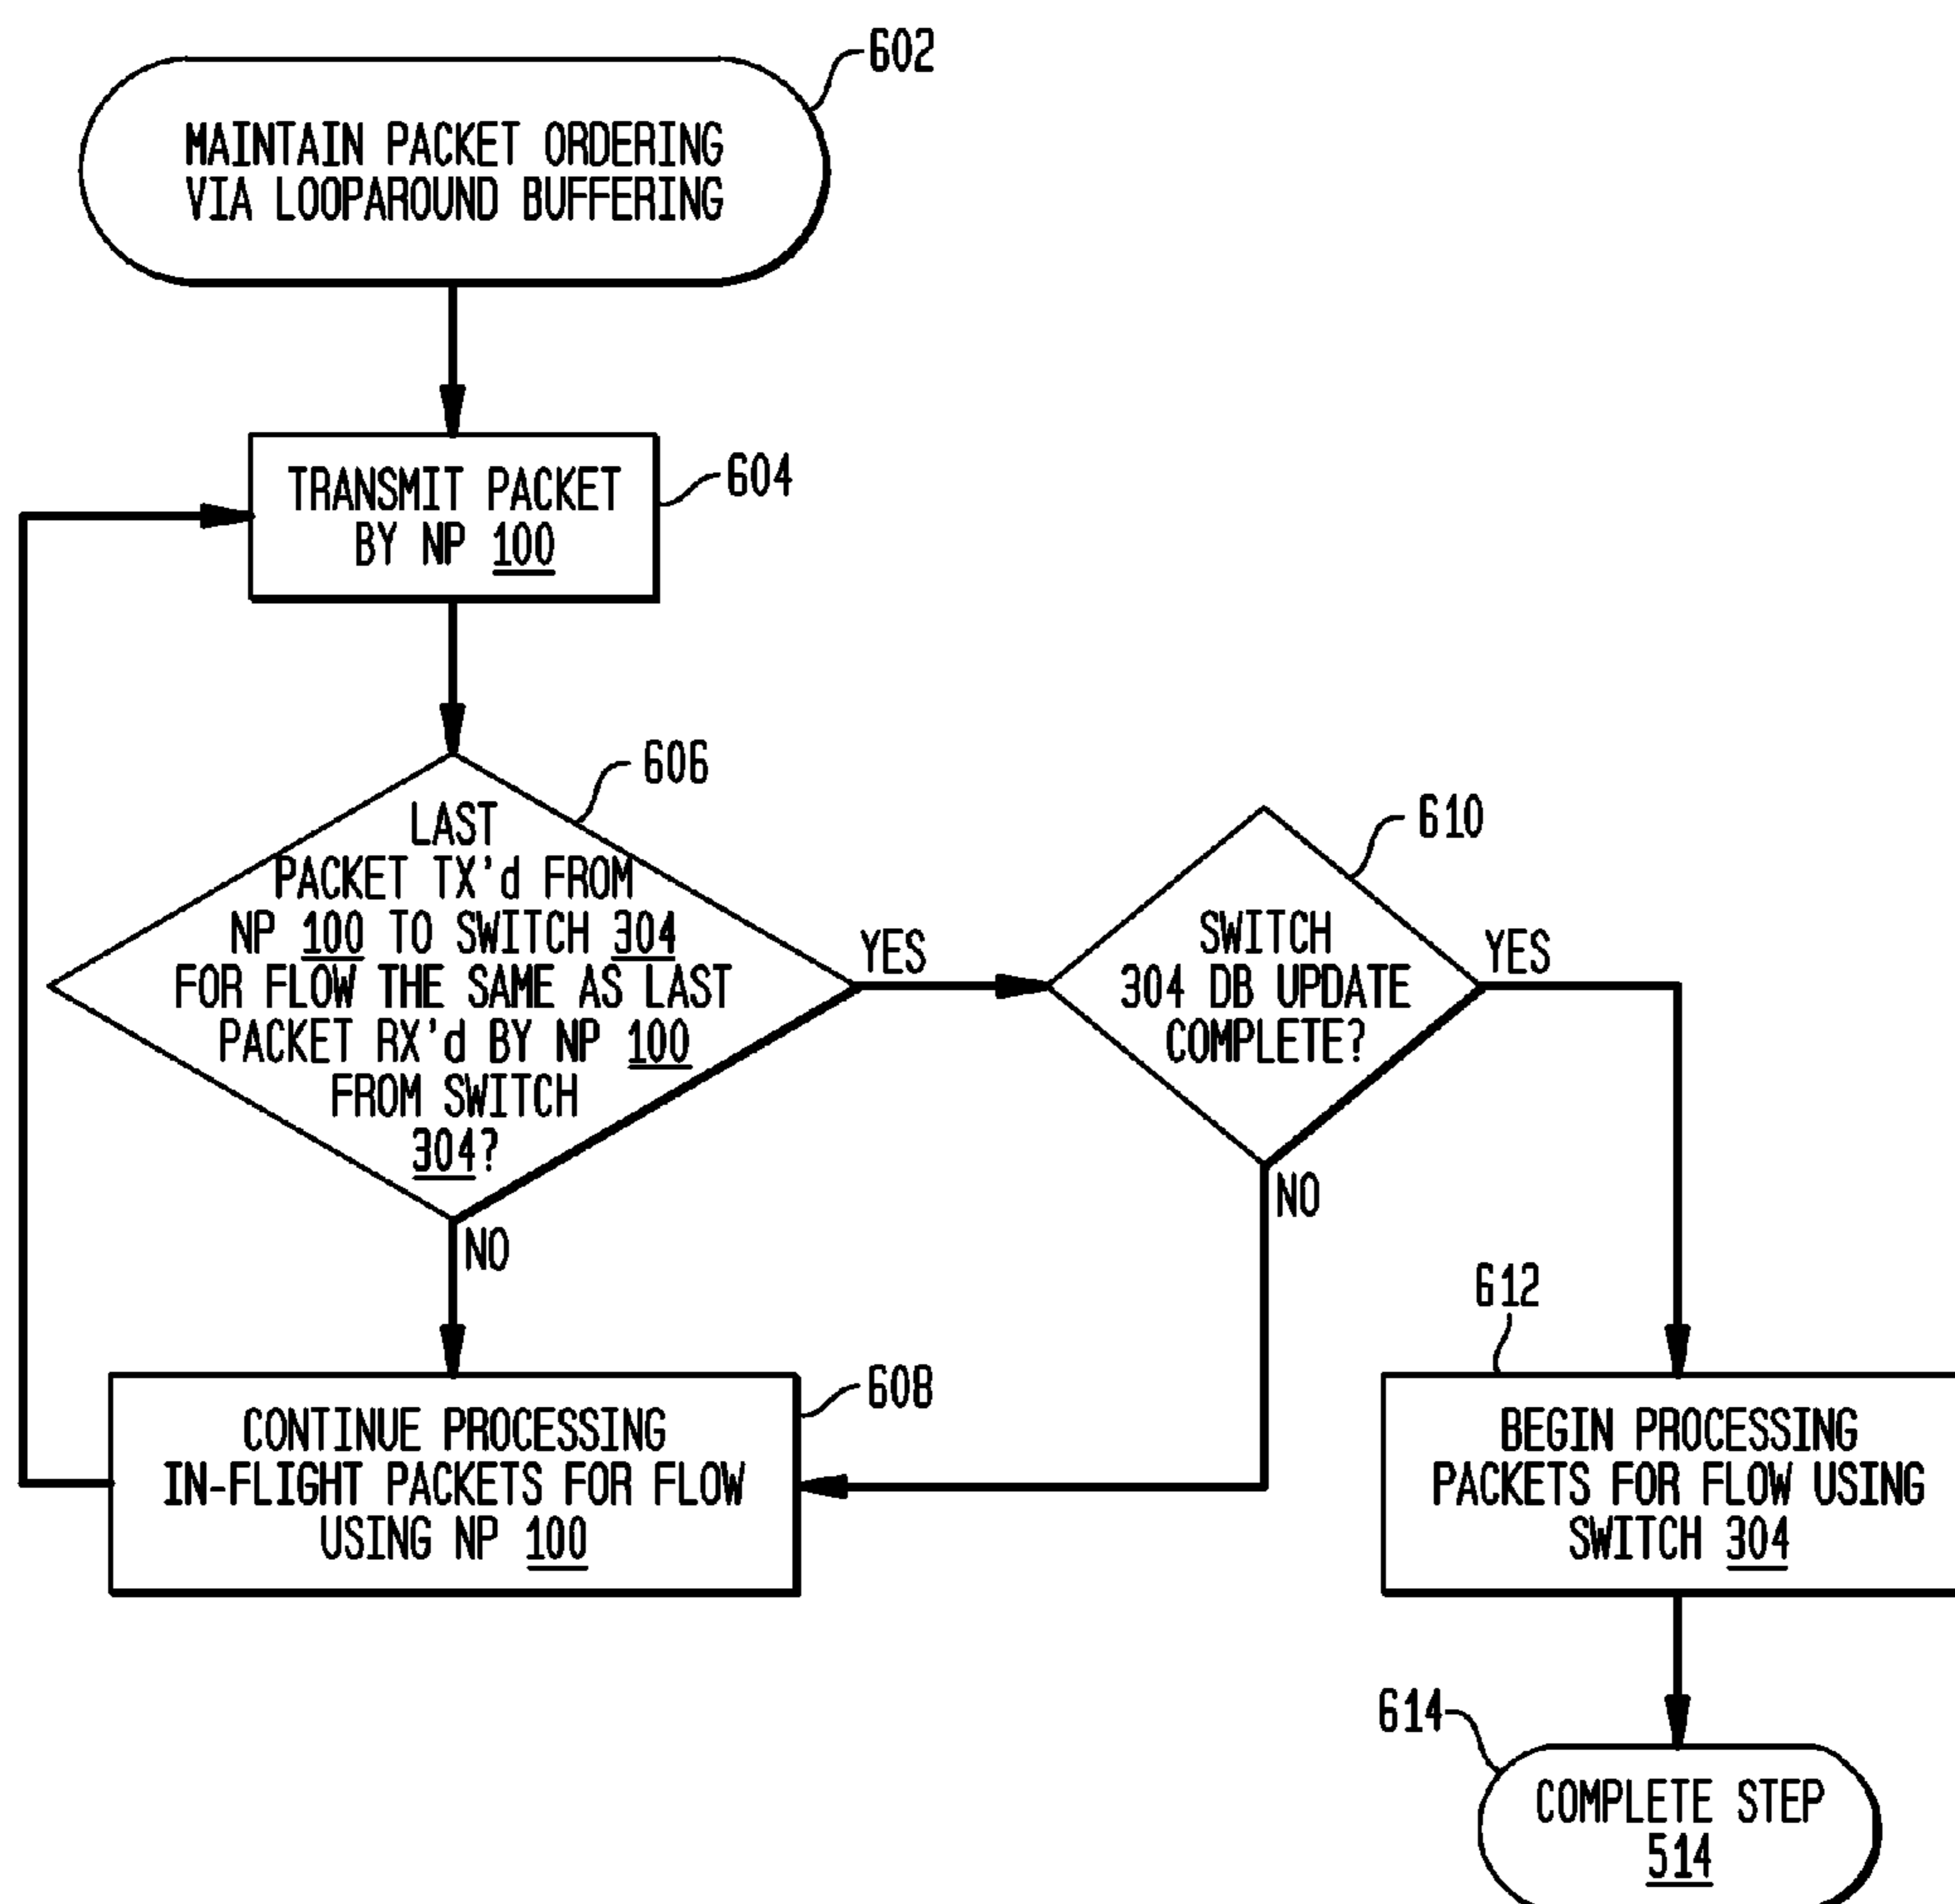 602
MAINTAIN PACKET ORDERING
VIA LOOPAROUND BUFFERING
TRANSMIT PACKET
BY NP 100
604
606
LAST
PACKET TX'd FROM
NP 100 TO SWITCH 304
FOR FLOW THE SAME AS LAST
PACKET RX'd BY NP 100
FROM SWITCH
304?
YES
NO
610
SWITCH
304 DB UPDATE
COMPLETE?
YES
NO
608
CONTINUE PROCESSING
IN-FLIGHT PACKETS FOR FLOW
USING NP 100
612
BEGIN PROCESSING
PACKETS FOR FLOW USING
SWITCH 304
614
COMPLETE STEP
514